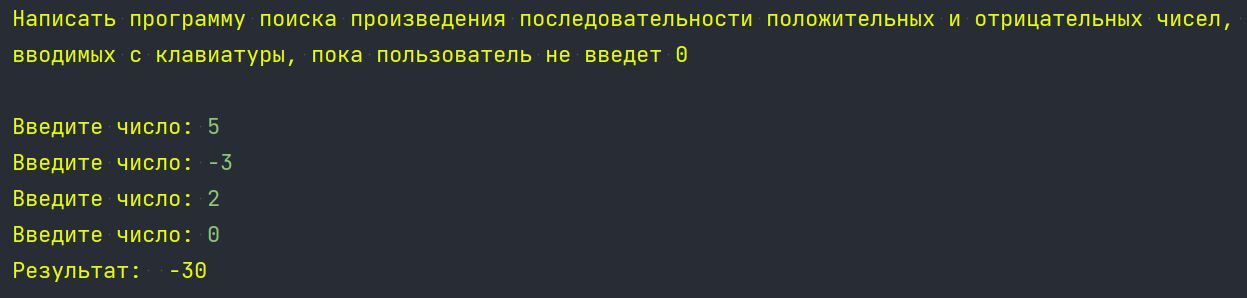 Написать программу поиска произведения последовательности положительных и отрицательных чисел,
вводимых с клавиатуры, пока пользователь не введет 0
Введите число: 5
Введите число: -3
Введите число: 2
Введите число: 0
Результат:  -30